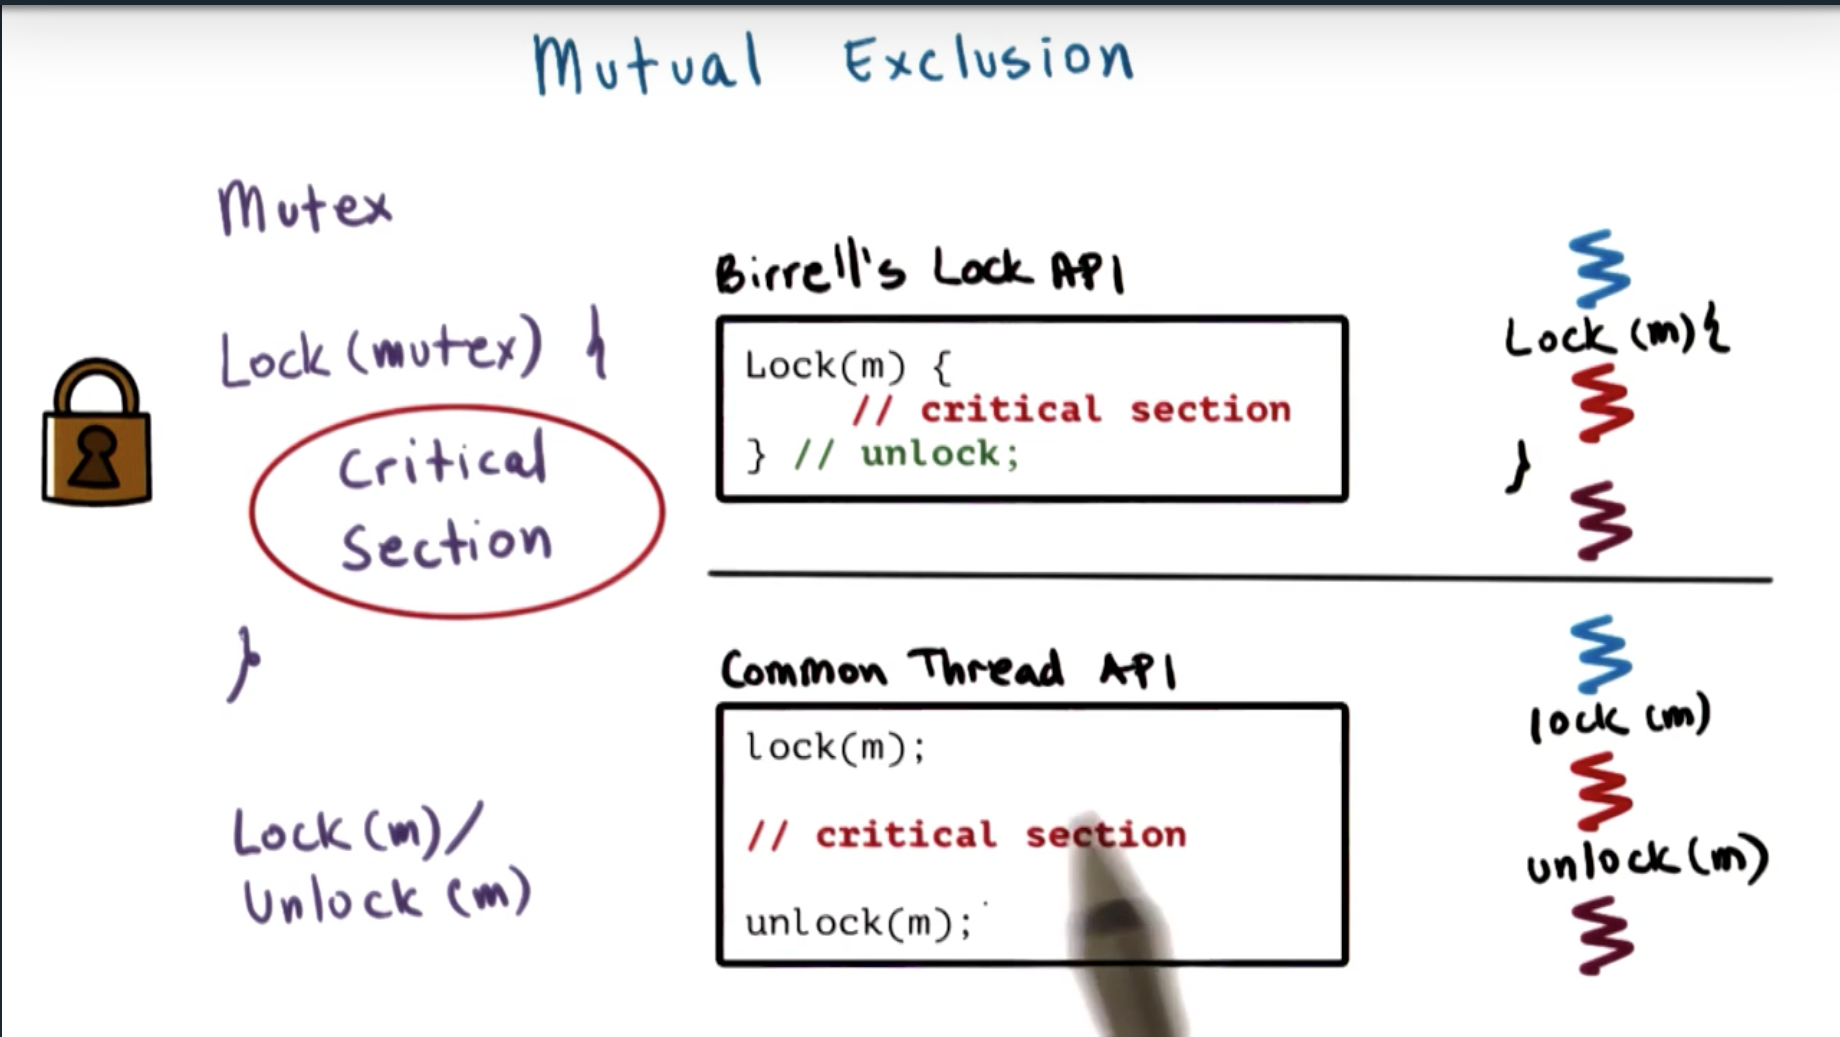 Mutual Exclusion
Mutex
Lock (mutex) {
Critical
Section
}
Lock (m)/
Unlock (m)
Birrell's Lock API
Lock(m) {
// critical section
} // unlock;
Lock (m) {
}
Common Thread API
lock(m);
// critical section
unlock(m);
lock (m)
unlock (m)